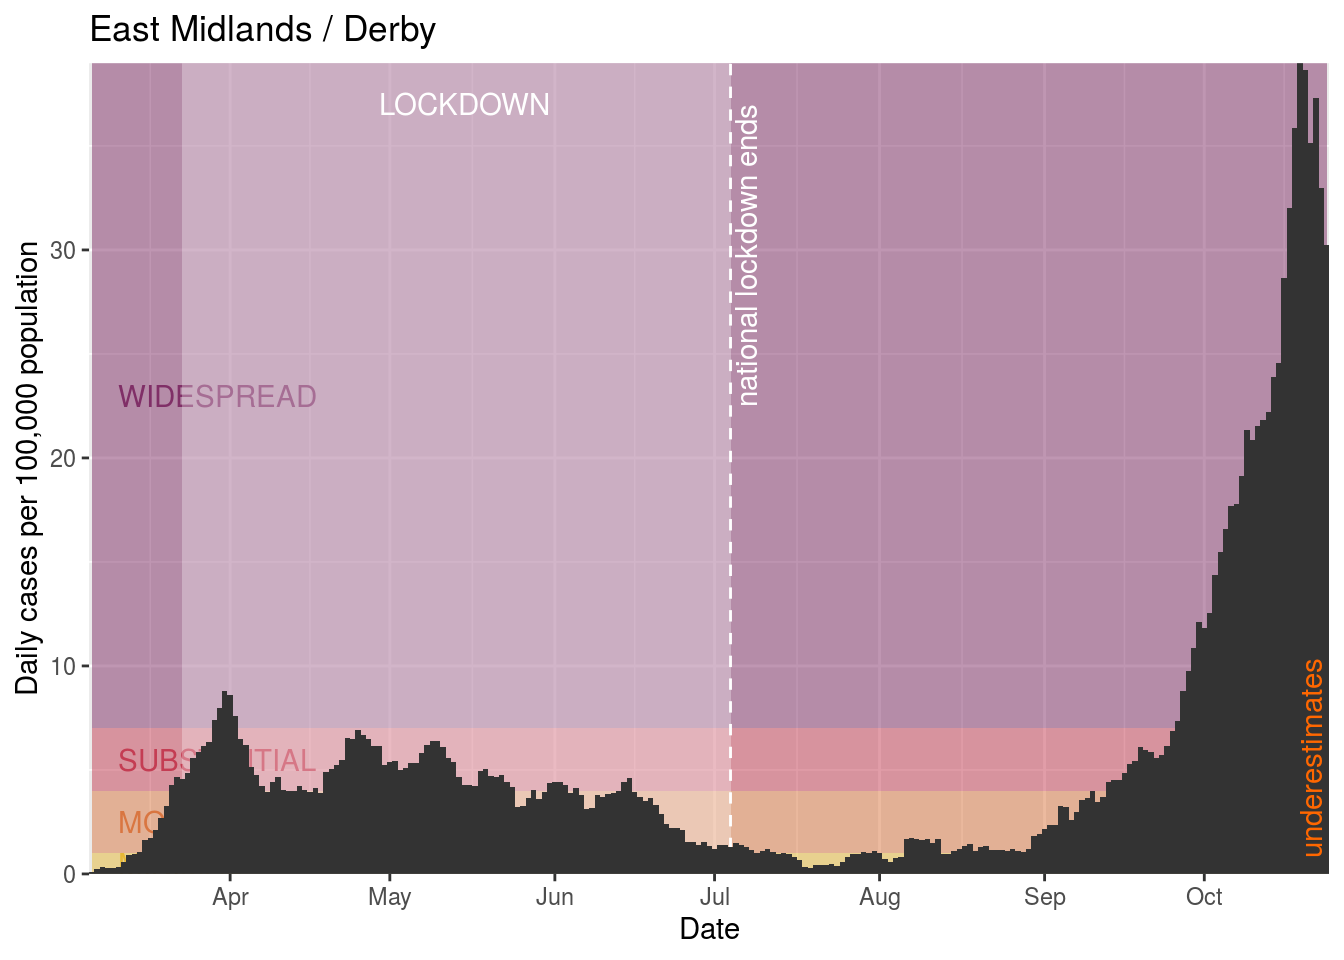 East Midlands / Derby
LOCKDOWN
national lockdown ends
WIDESPREAD
underestimates
Daily cases per 100,000 population
30
20
10
0
Apr
May
Jun
Jul
Aug
Sep
Oct
Date